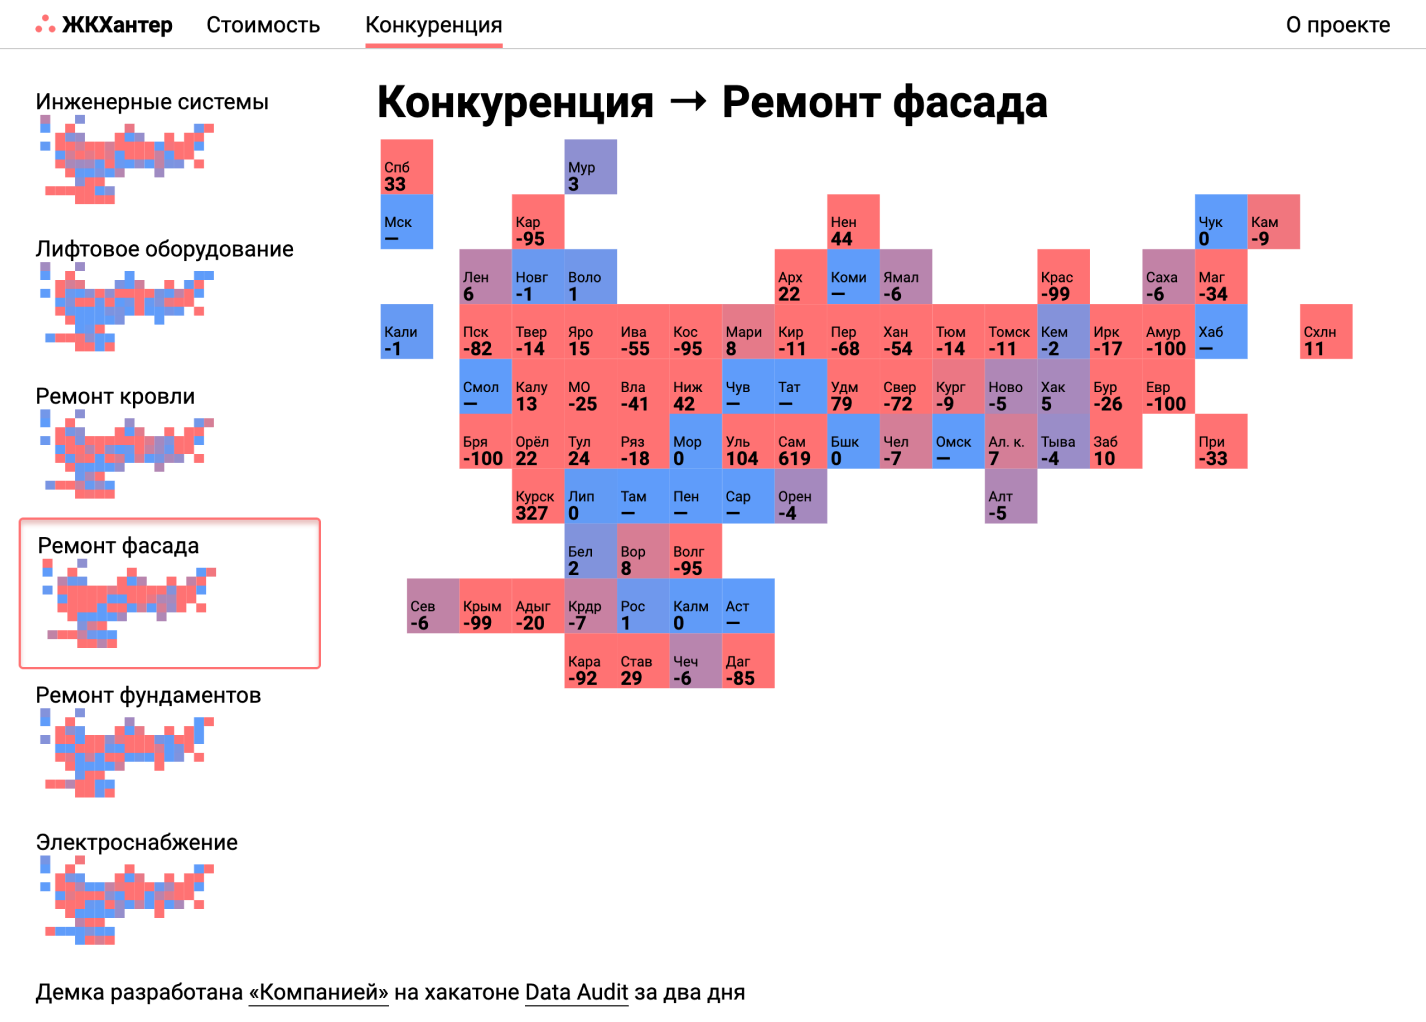 ЖКХантер Стоимость Конкуренция О проекте
Инженерные системы
Лифтовое оборудование
Ремонт кровли
Ремонт фасада
Ремонт фундаментов
Электроснабжение
Конкуренция → Ремонт фасада
Спб Мур
33 3
Мск Кар Нен Чук Кам
— -95 44 0 -9
Лен Новг Воло Арх Коми Ямал Крас Саха Маг
6 -1 1 22 — -6 -99 -6 -34
Кали Пск Твер Яро Ива Кос Мари Кир Пер Хан Тюм Томск Кем Ирк Амур Хаб Схлн
-1 -82 -14 15 -55 -95 8 -11 -68 -54 -14 -11 -2 -17 -100 — 11
Смол Калу МО Вла Ниж Чув Тат Удм Свер Кург Ново Хак Бур Евр
— 13 -25 -41 42 — — 79 -72 -9 -5 5 -26 -100
Бря Орёл Тул Ряз Мор Уль Сам Бшк Чел Омск Ал. к. Тыва Заб При
-100 22 24 -18 0 104 619 0 -7 — 7 -4 10 -33
Курск Лип Там Пен Сар Орен Алт
327 0 — — — -4 -5
Бел Вор Волг
2 8 -95
Сев Крым Адыг Крдр Рос Калм Аст
-6 -99 -20 -7 1 0 —
Кара Став Чеч Даг
-92 29 -6 -85
Демка разработана «Компанией» на хакатоне Data Audit за два дня